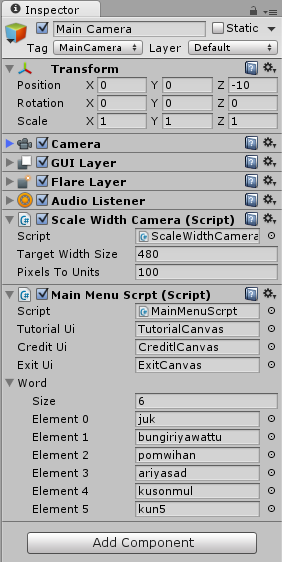 Inspector
Main Camera Static
Tag MainCamera Layer Default
Transform
Position X 0 Y 0 Z -10
Rotation X 0 Y 0 Z 0
Scale X 1 Y 1 Z 1
Camera
GUI Layer
Flare Layer
Audio Listener
Scale Width Camera (Script)
Script ScaleWidthCamera
Target Width Size 480
Pixels To Units 100
Main Menu Scrpt (Script)
Script MainMenuScrpt
Tutorial Ui TutorialCanvas
Credit Ui CreditlCanvas
Exit Ui ExitCanvas
Word
Size 6
Element 0 juk
Element 1 bungiriyawattu
Element 2 pomwihan
Element 3 ariyasad
Element 4 kusonmul
Element 5 kun5
Add Component